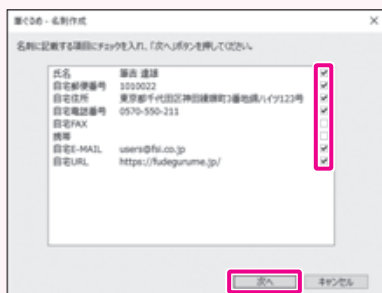 筆ぐるめ - 名刺作成
名刺に記載する項目にチェックを入れ、「次へ」ボタンを押してください。
氏名 筆吉 達雄
自宅郵便番号 1010022
自宅住所 東京都千代田区神田練塀町3番地錦ハイツ123号
自宅電話番号 0570-550-211
自宅FAX
携帯
自宅E-MAIL users@fsi.co.jp
自宅URL https://fudegurume.jp/
次へ キャンセル